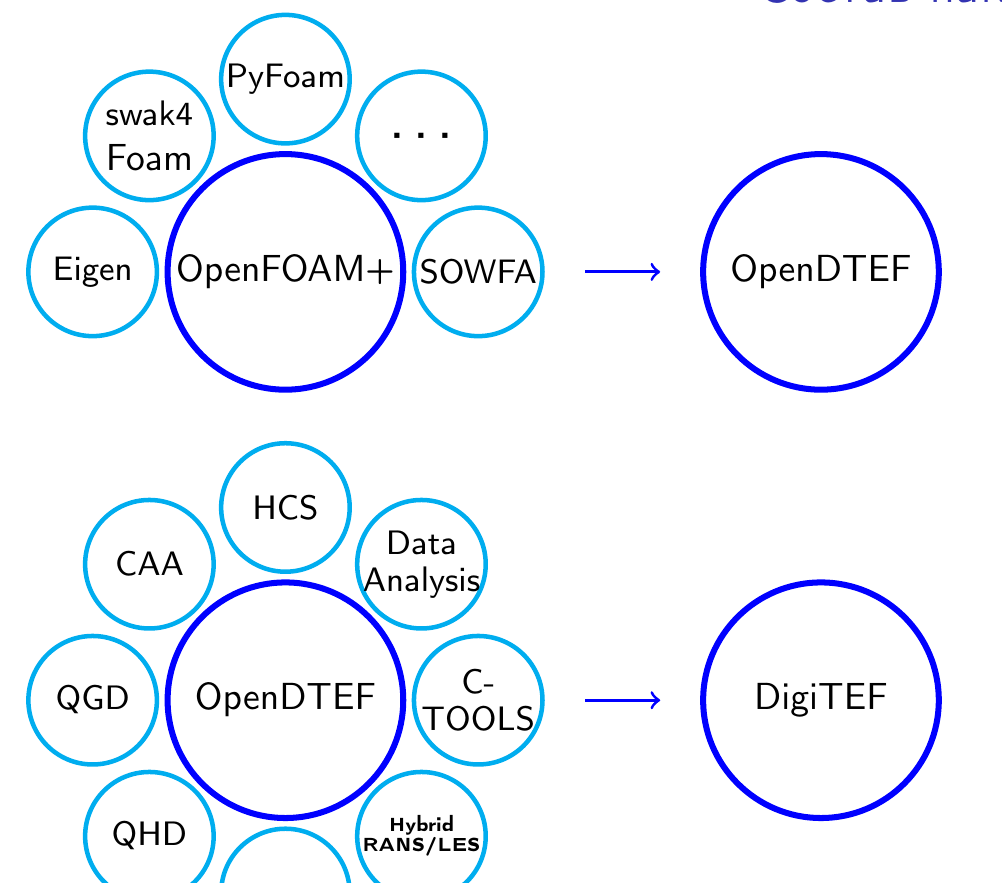 PyFoam
swak4
Foam
. . .
Eigen
OpenFOAM+
SOWFA
OpenDTEF
HCS
Data
Analysis
CAA
QGD
OpenDTEF
C-
TOOLS
DigiTEF
QHD
Hybrid
RANS/LES